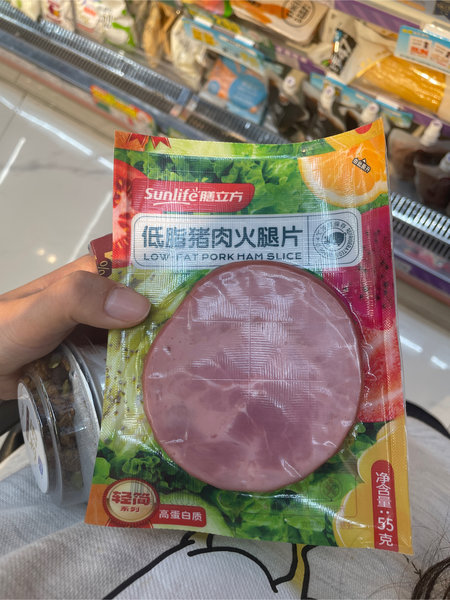 Sunlife® 膳立方
低脂猪肉火腿片
LOW-FAT PORK HAM SLICE
轻简
系列
高蛋白质
净含量:55克